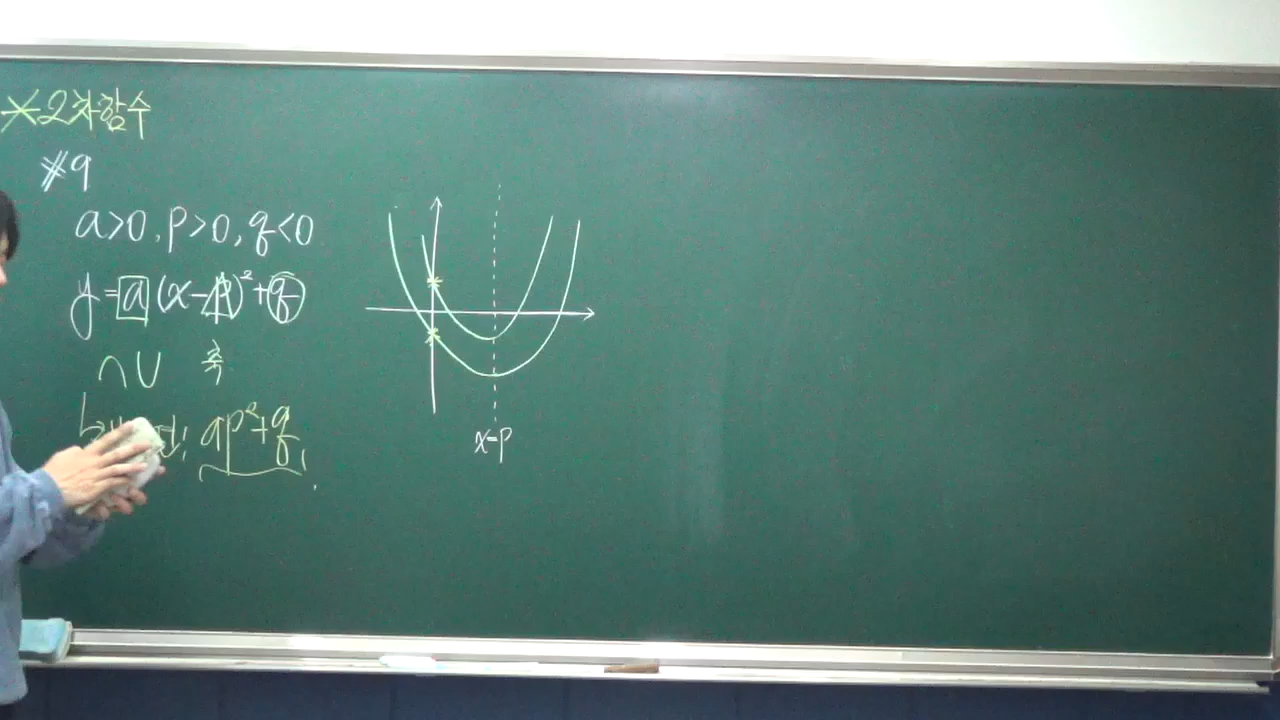 *2차함수
#9
a>0, p>0, q<0
y=a(x-p)²+q
∩∪ 축
ap²+q
x=p